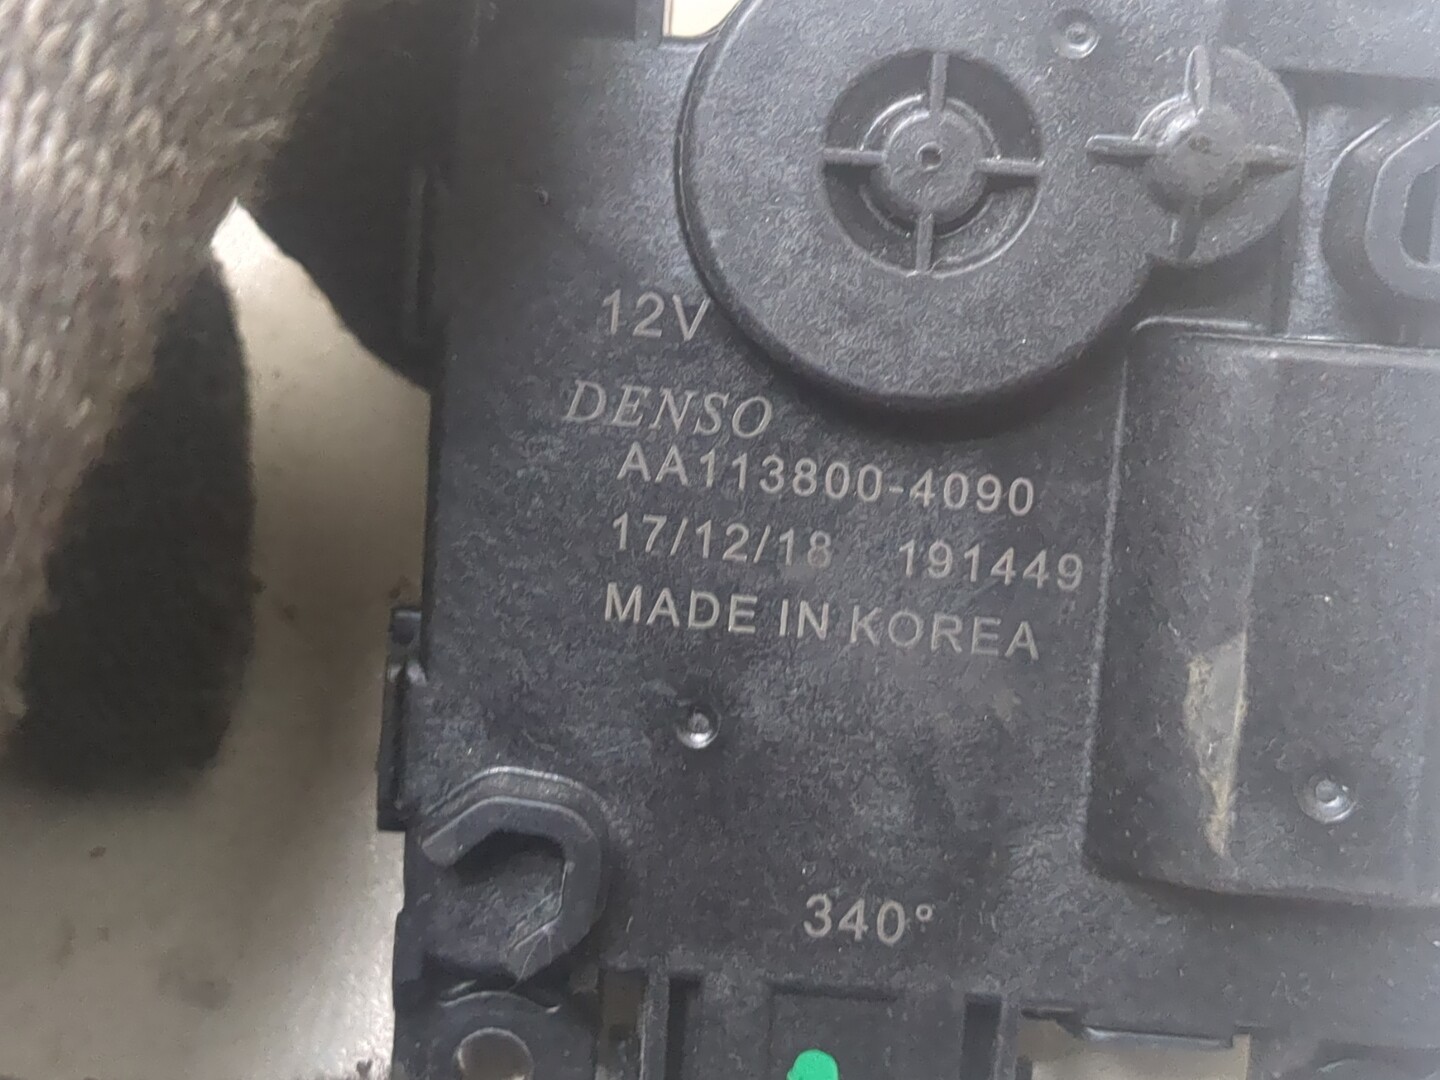 12V
DENSO
AA113800-4090
17/12/18 191449
MADE IN KOREA
340°